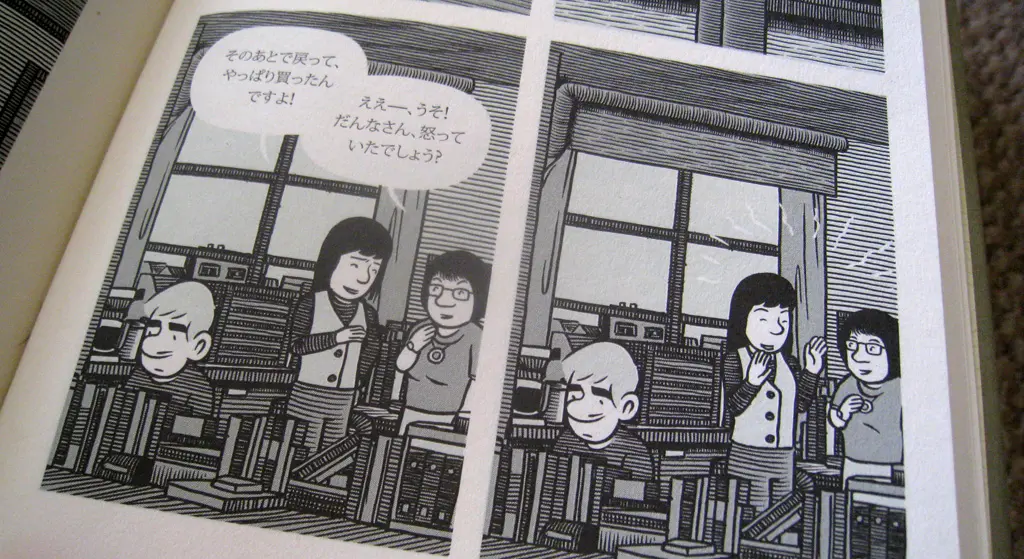 そのあとで戻って、
やっぱり買ったん
ですよ!
ええー、うそ!
だんなさん、怒って
いたでしょう?